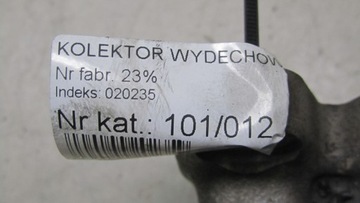 KOLEKTOR WYDECHOW
Nr fabr. 23%
Indeks: 020235
Nr kat.: 101/012